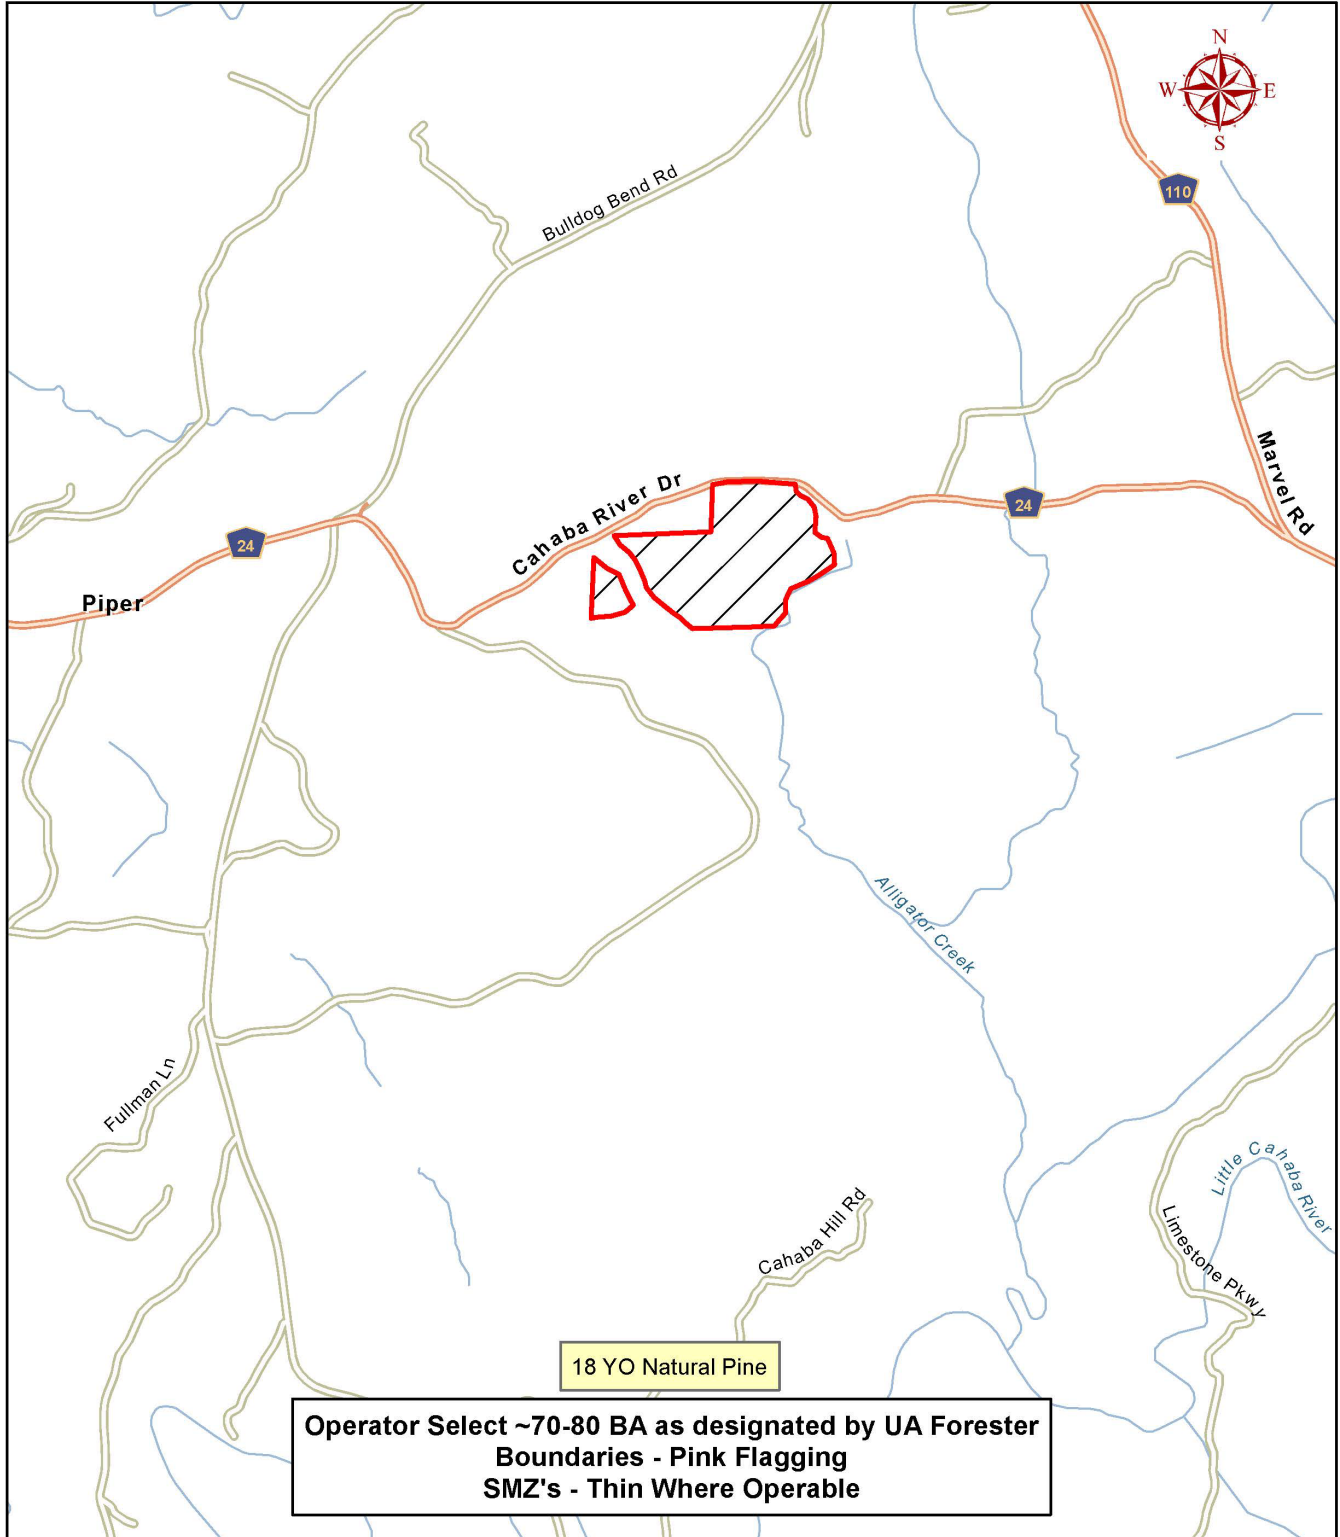 N
W E
S
110
Bulldog Bend Rd
Marvel Rd
Cahaba River Dr
24
24
Piper
Alligator Creek
Fullman Ln
Little Cahaba River
Limestone Pkwy
Cahaba Hill Rd
18 YO Natural Pine
Operator Select ~70-80 BA as designated by UA Forester
Boundaries - Pink Flagging
SMZ's - Thin Where Operable